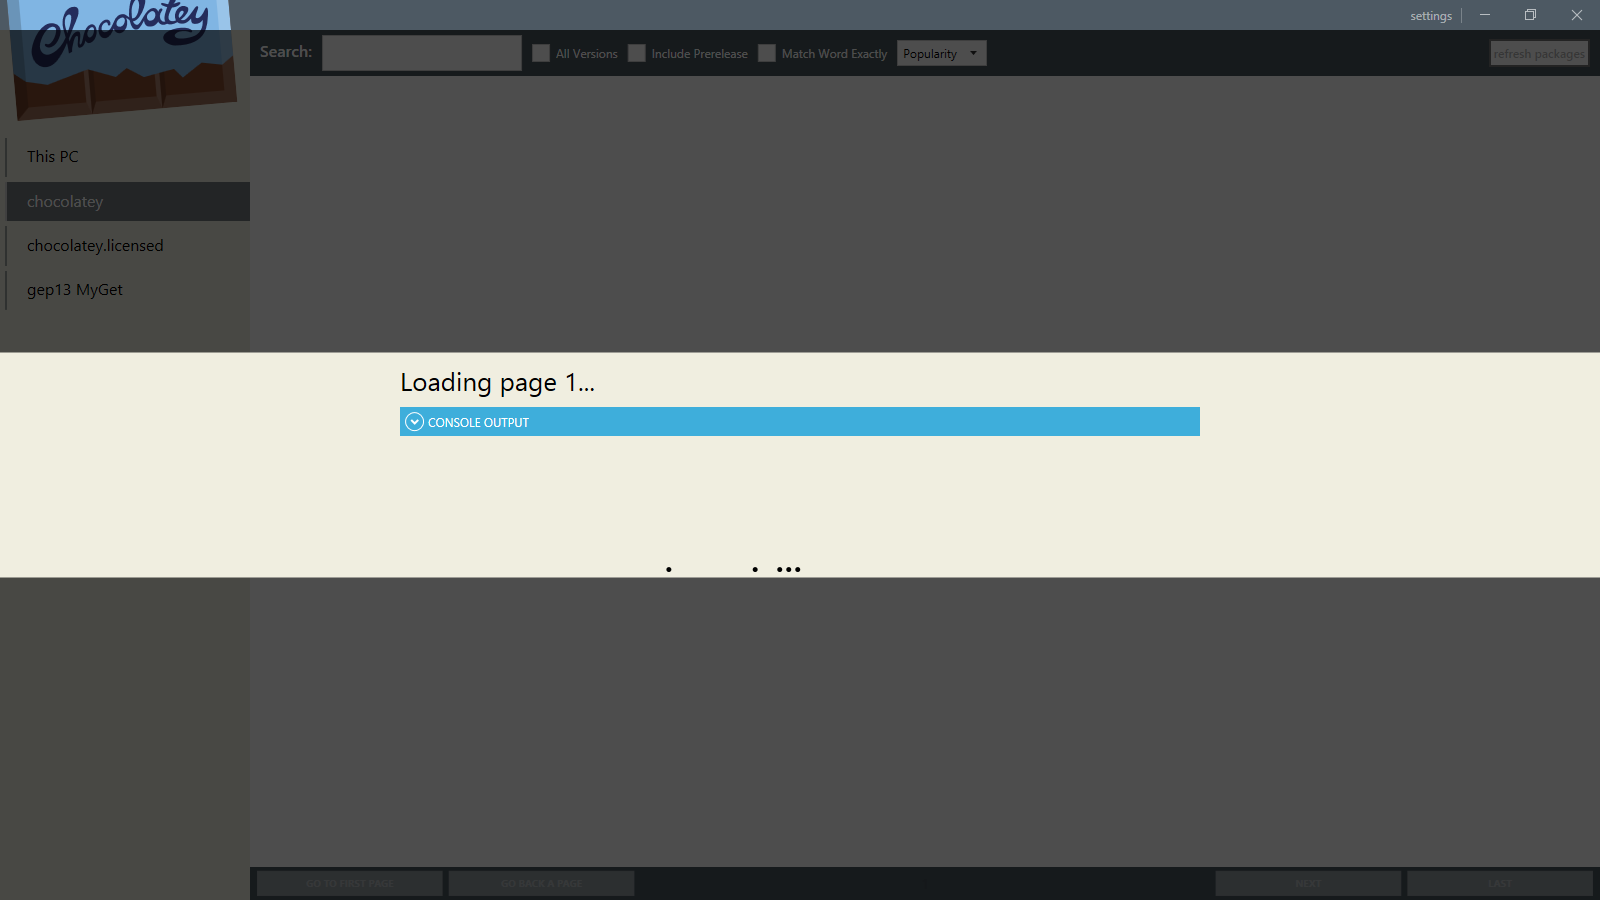 Chocolatey
settings
Search:
All Versions
Include Prerelease
Match Word Exactly
Popularity
refresh packages
This PC
chocolatey
chocolatey.licensed
gep13 MyGet
Loading page 1...
CONSOLE OUTPUT
GO TO FIRST PAGE
GO BACK A PAGE
NEXT
LAST